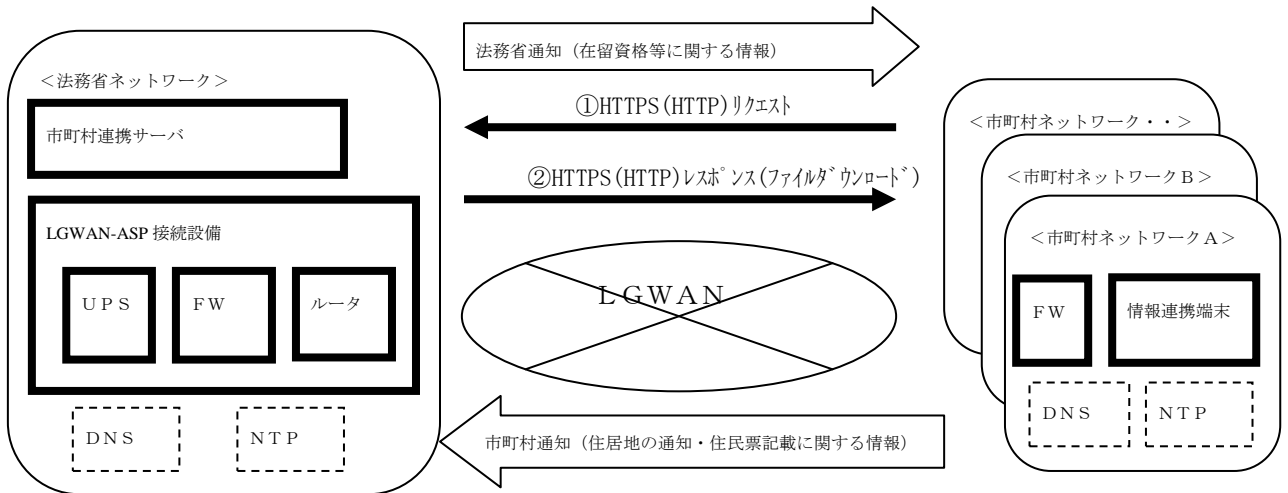 法務省通知（在留資格等に関する情報）
＜法務省ネットワーク＞
市町村連携サーバ
LGWAN-ASP 接続設備
ＵＰＳ
ＦＷ
ルータ
ＤＮＳ
ＮＴＰ
①HTTPS(HTTP)ﾘｸｴｽﾄ
②HTTPS(HTTP)ﾚｽﾎﾟﾝｽ(ﾌｧｲﾙﾀﾞｳﾝﾛｰﾄﾞ)
ＬＧＷＡＮ
市町村通知（住居地の通知・住民票記載に関する情報）
＜市町村ネットワーク・・＞
＜市町村ネットワークＢ＞
＜市町村ネットワークＡ＞
ＦＷ
情報連携端末
ＤＮＳ
ＮＴＰ